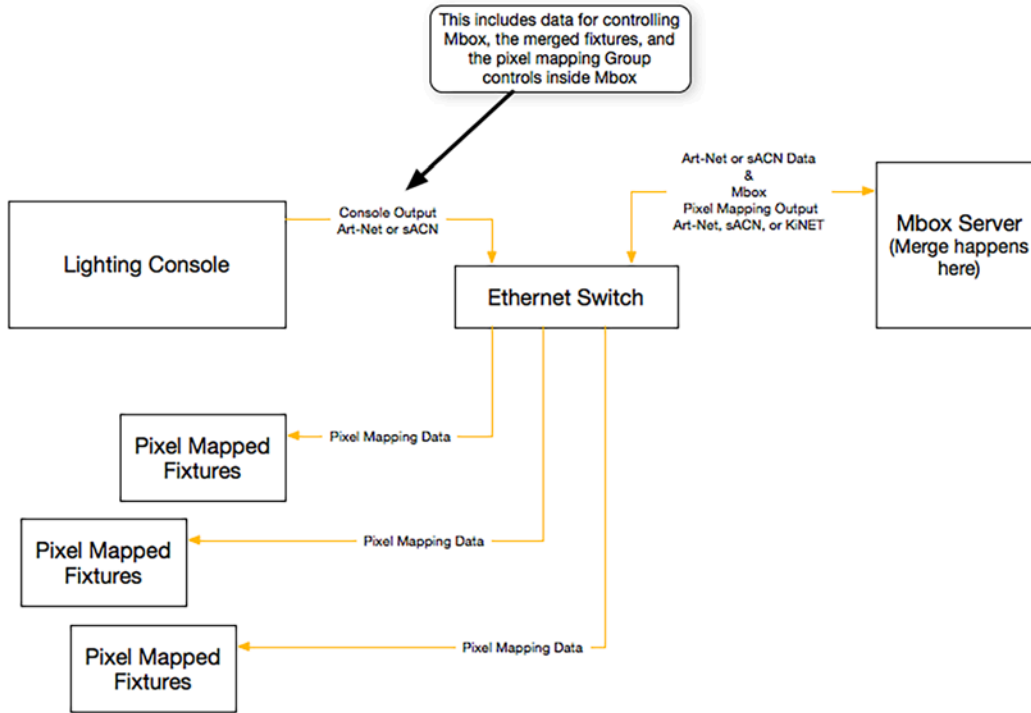 This includes data for controlling
Mbox, the merged fixtures, and
the pixel mapping Group
controls inside Mbox
Lighting Console
Console Output
Art-Net or sACN
Ethernet Switch
Art-Net or sACN Data
&
Mbox
Pixel Mapping Output
Art-Net, sACN, or KiNET
Mbox Server
(Merge happens
here)
Pixel Mapped
Fixtures
Pixel Mapping Data
Pixel Mapped
Fixtures
Pixel Mapping Data
Pixel Mapped
Fixtures
Pixel Mapping Data